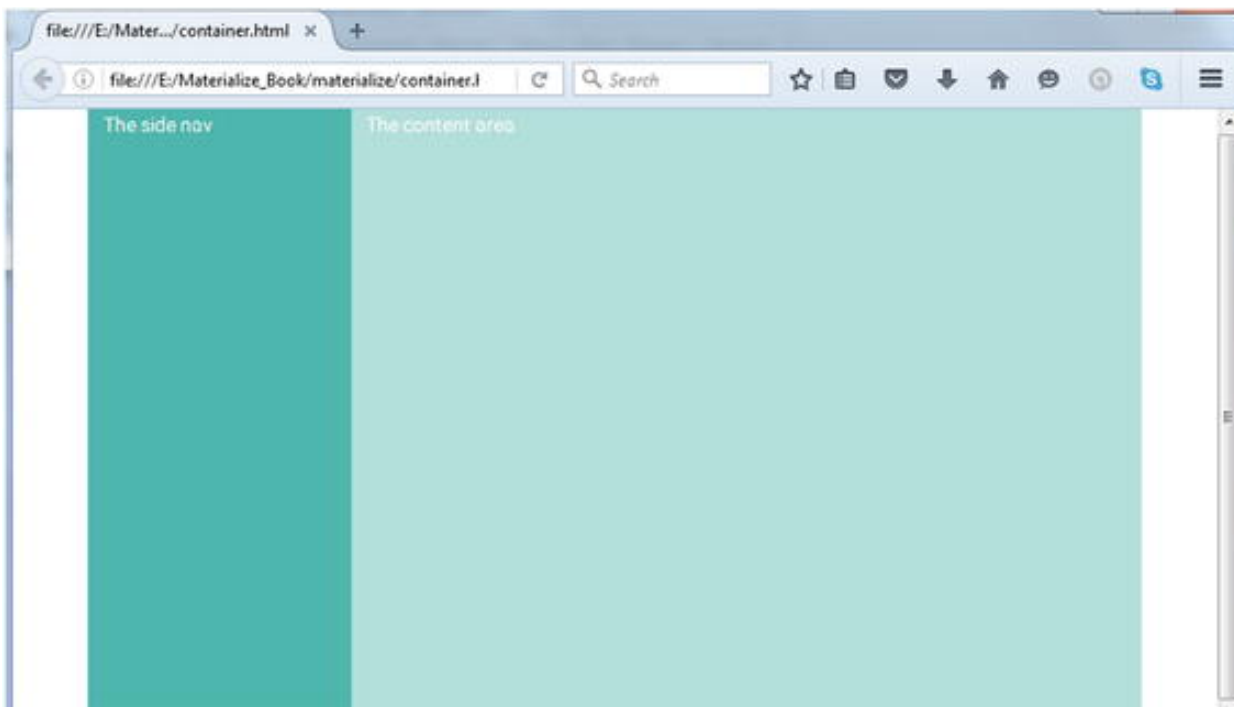 file:///E:/Mater.../container.html
file:///E:/Materialize_Book/materialize/container.l
Search
The side nav
The content area